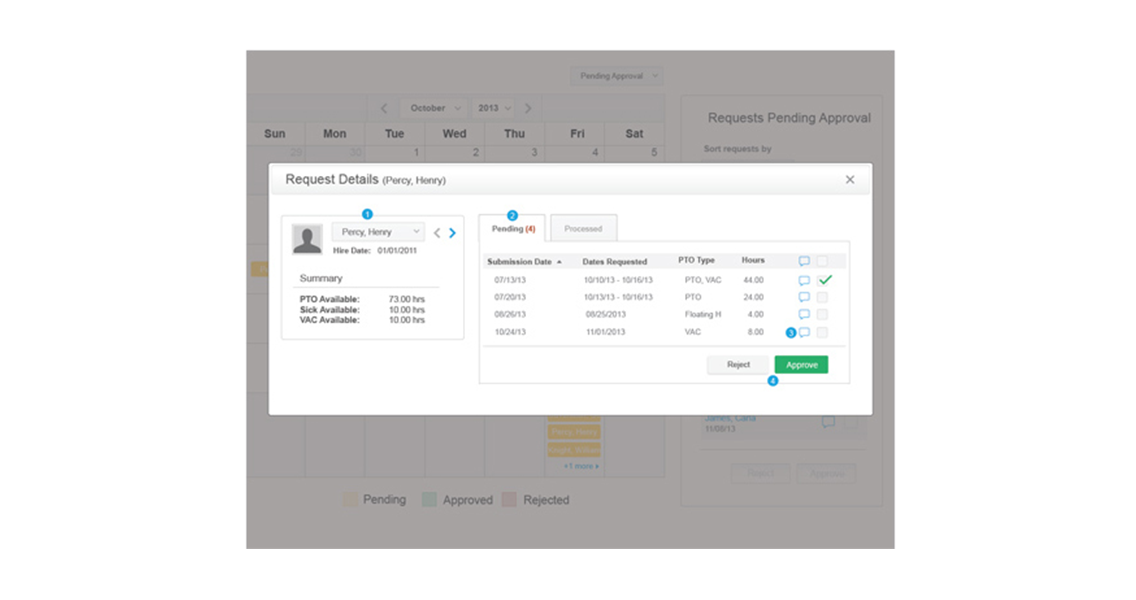 Pending Approval
October 2013
Requests Pending Approval
Sun Mon Tue Wed Thu Fri Sat
Sort requests by
29 30 1 2 3 4 5
Request Details (Percy, Henry)
1
2
Percy, Henry
Hire Date: 01/01/2011
Pending (4) Processed
Summary
PTO Available: 73.00 hrs
Sick Available: 10.00 hrs
VAC Available: 10.00 hrs
Submission Date Dates Requested PTO Type Hours
07/13/13 10/10/13 - 10/16/13 PTO, VAC 44.00
07/20/13 10/13/13 - 10/16/13 PTO 24.00
08/26/13 08/25/2013 Floating H 4.00
10/24/13 11/01/2013 VAC 8.00 3
Reject Approve
4
James, Carla
11/08/13
Percy, Henry
Knight, William
+1 more
Reject Approve
Pending Approved Rejected